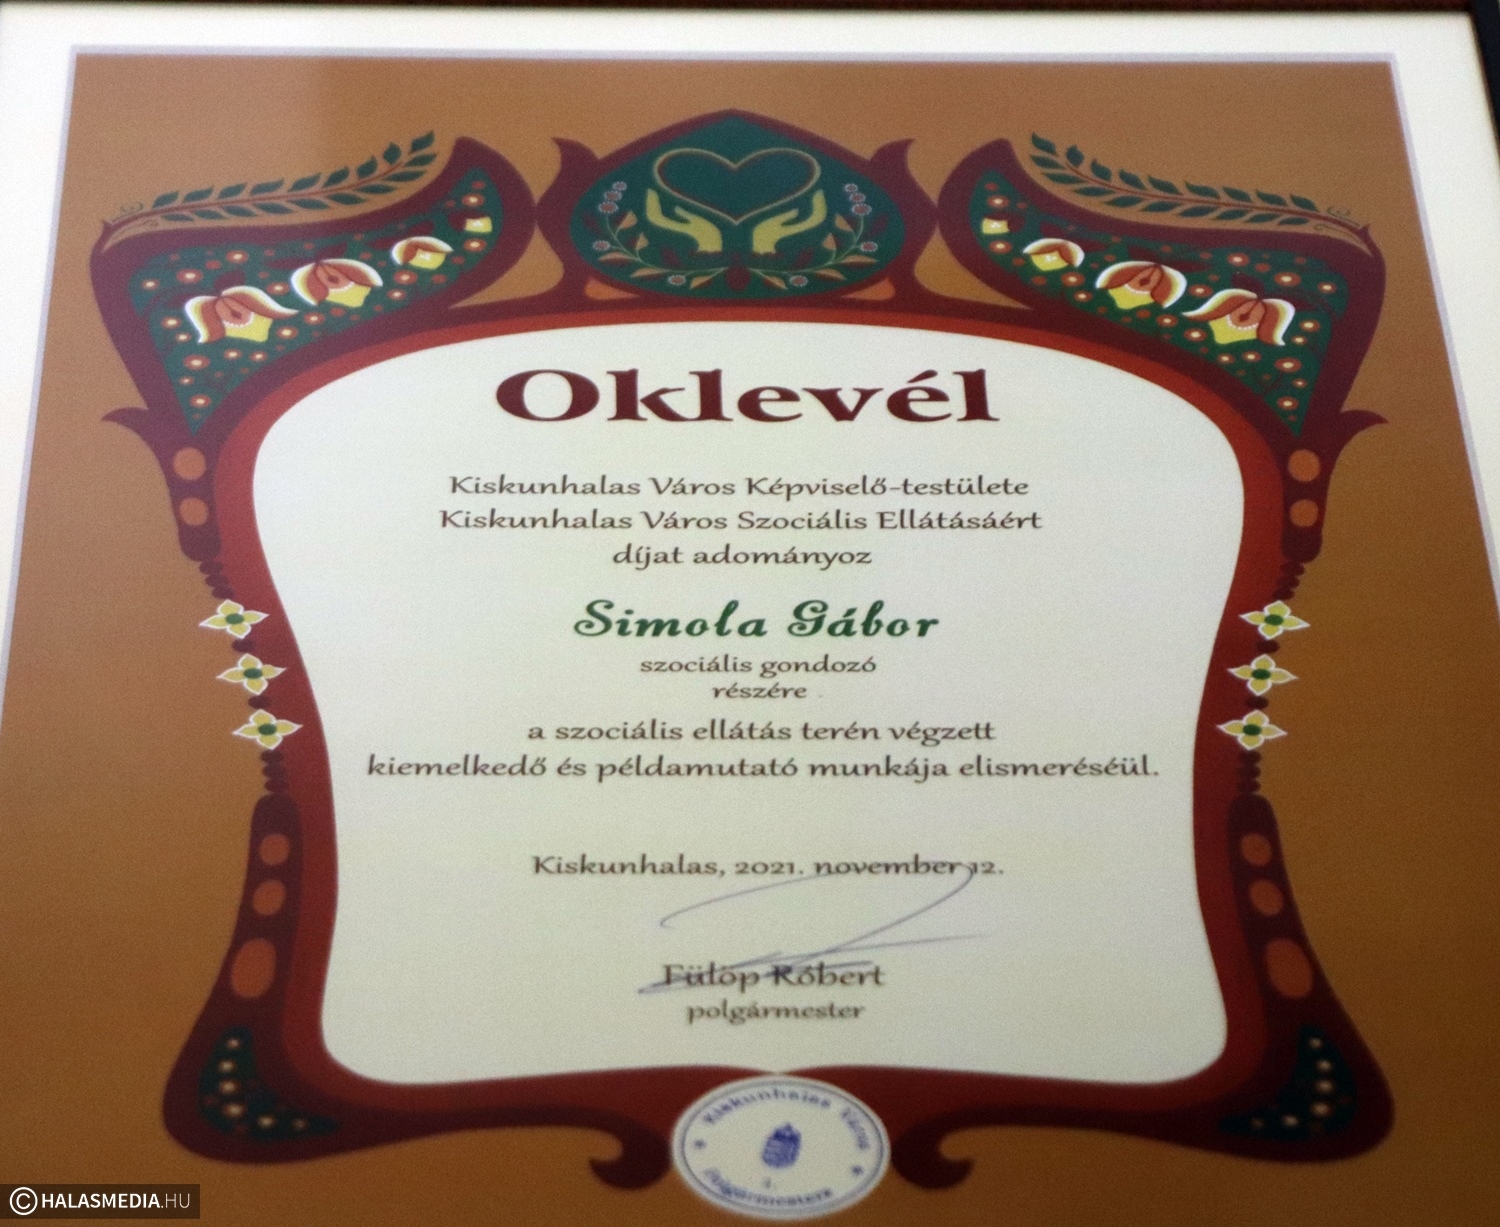 Oklevél
Kiskunhalas Város Képviselő-testülete
Kiskunhalas Város Szociális Ellátásáért
díjat adományoz
Simola Gábor
szociális gondozó
részére
a szociális ellátás terén végzett
kiemelkedő és példamutató munkája elismeréséül.
Kiskunhalas, 2021. november 12.
Fülöp Róbert
polgármester
Kiskunhalas Város
polgármestere
© HALASMEDIA.HU